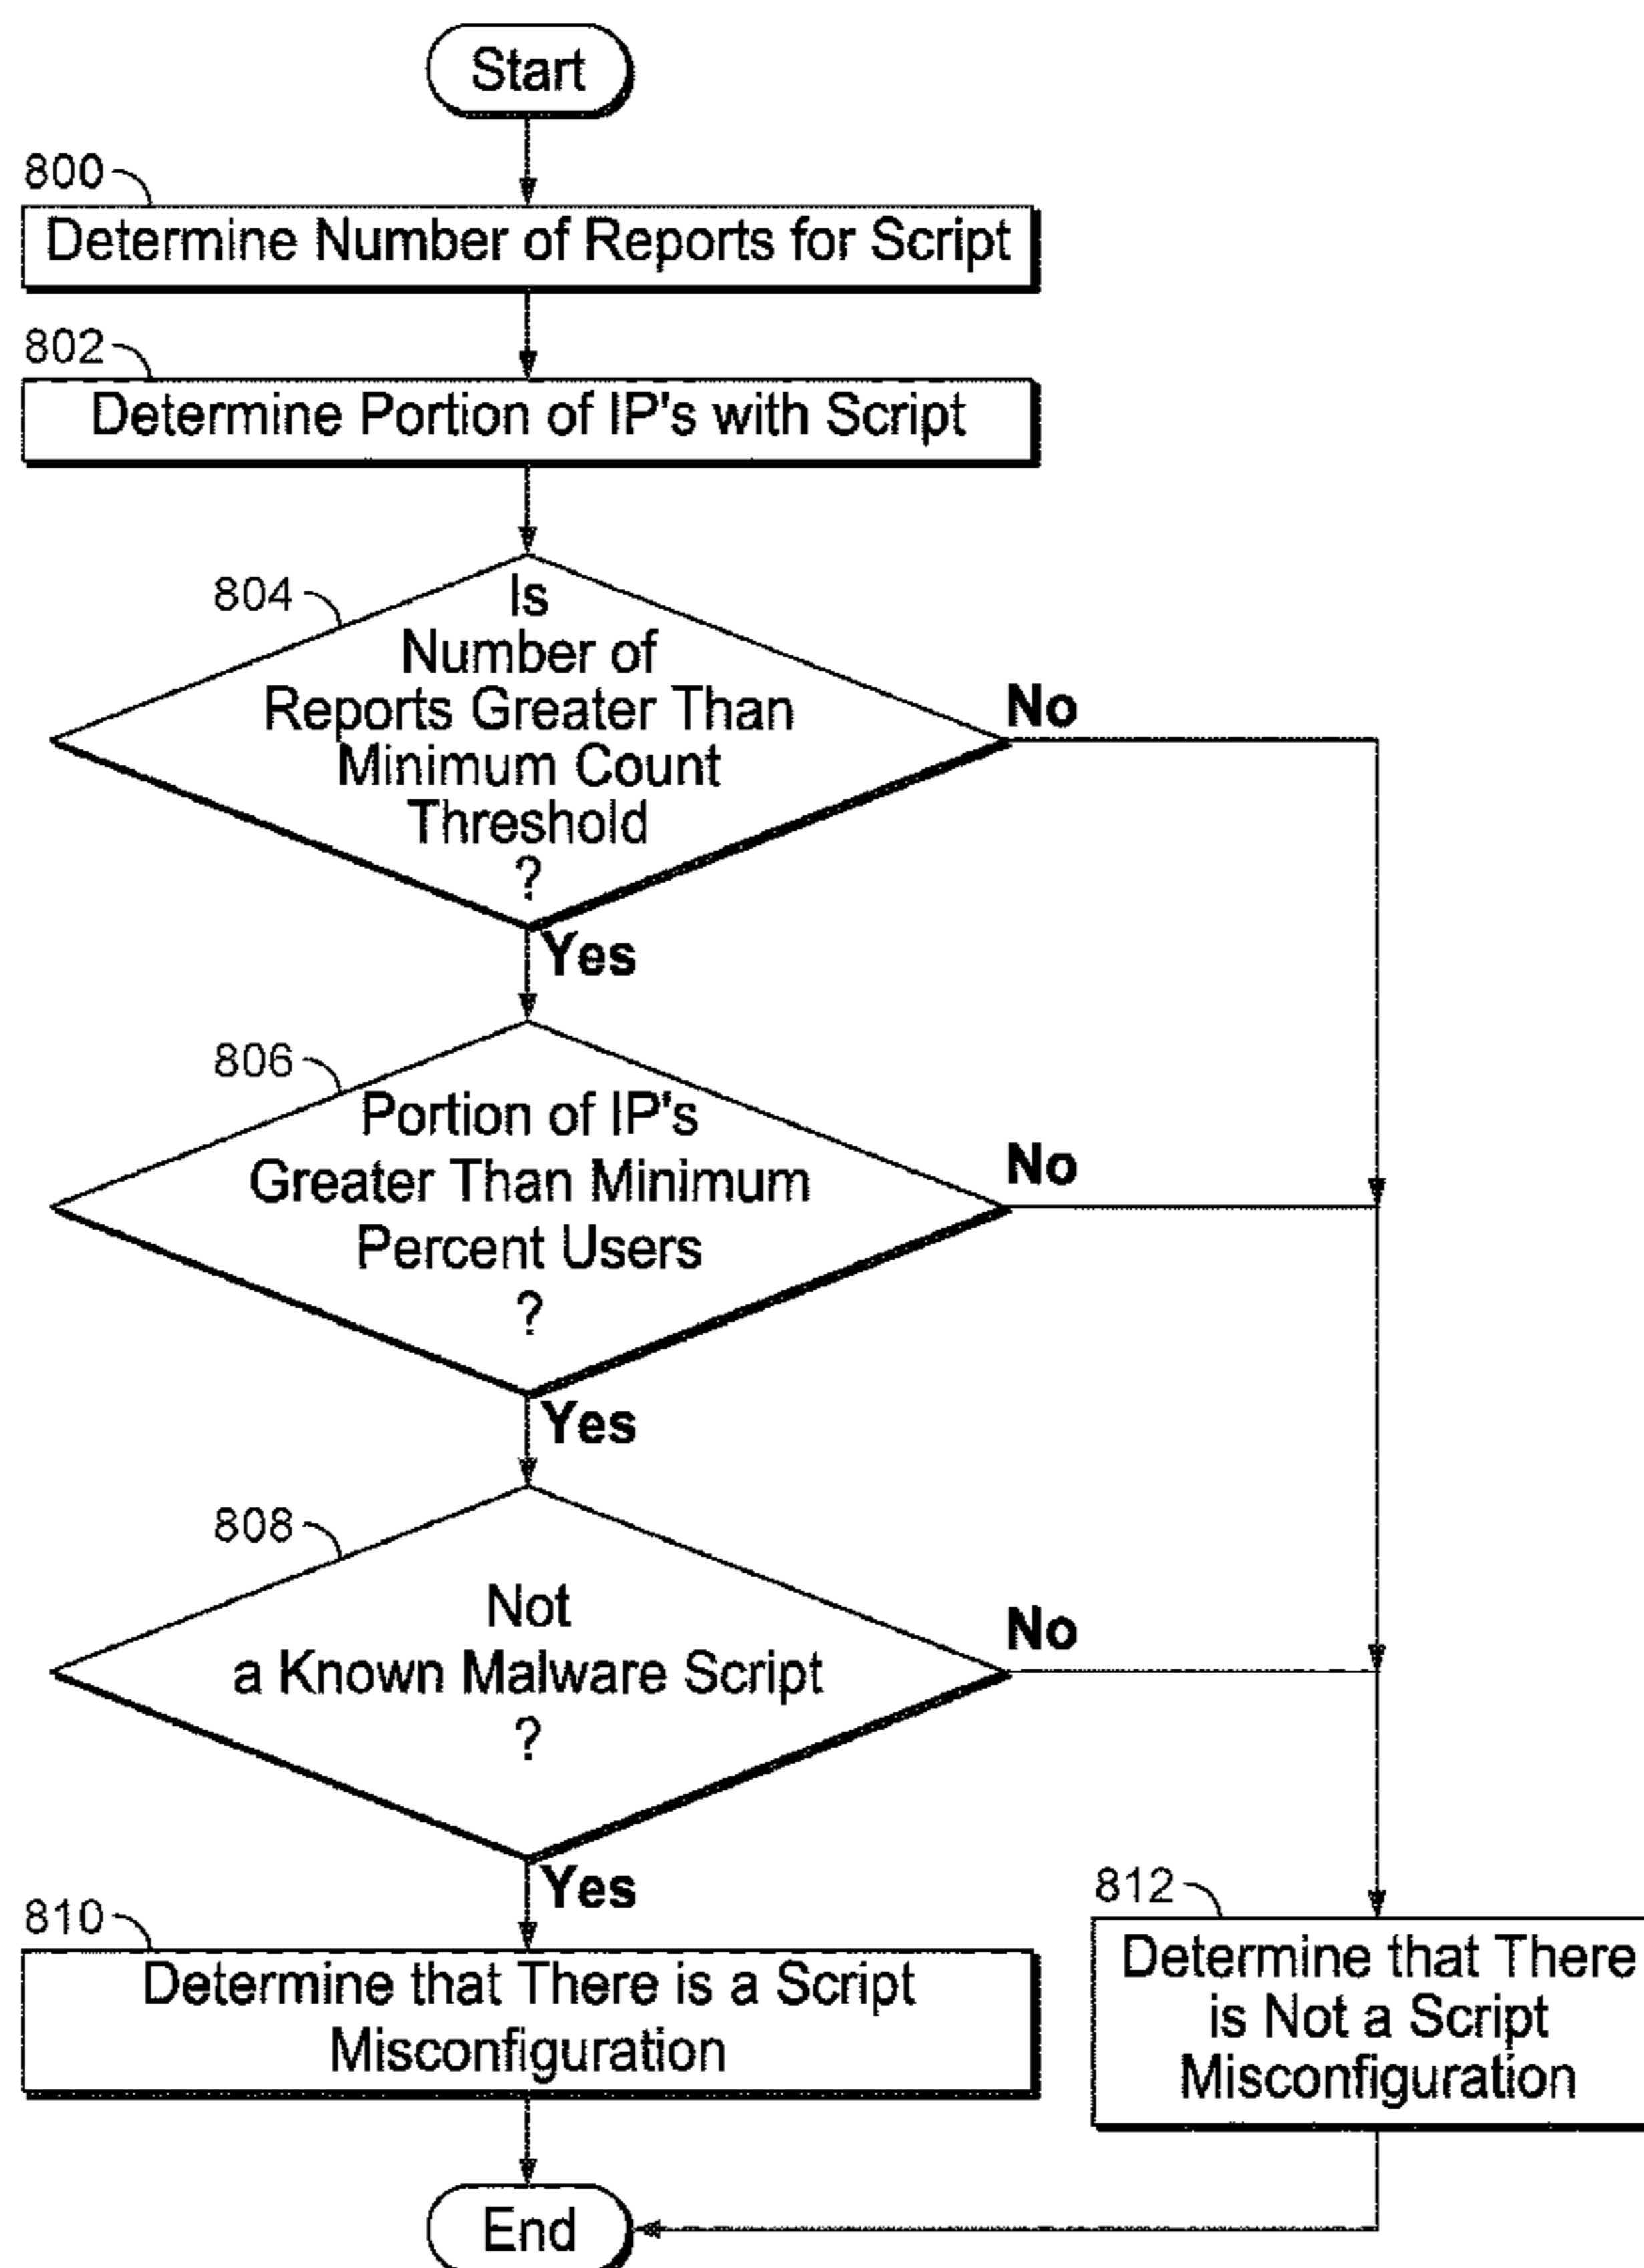 Start
800
Determine Number of Reports for Script
802
Determine Portion of IP's with Script
804
Is
Number of
Reports Greater Than
Minimum Count
Threshold
?
No
Yes
806
Portion of IP's
Greater Than Minimum
Percent Users
?
No
Yes
808
Not
a Known Malware Script
?
No
Yes
810
Determine that There is a Script
Misconfiguration
812
Determine that There
is Not a Script
Misconfiguration
End